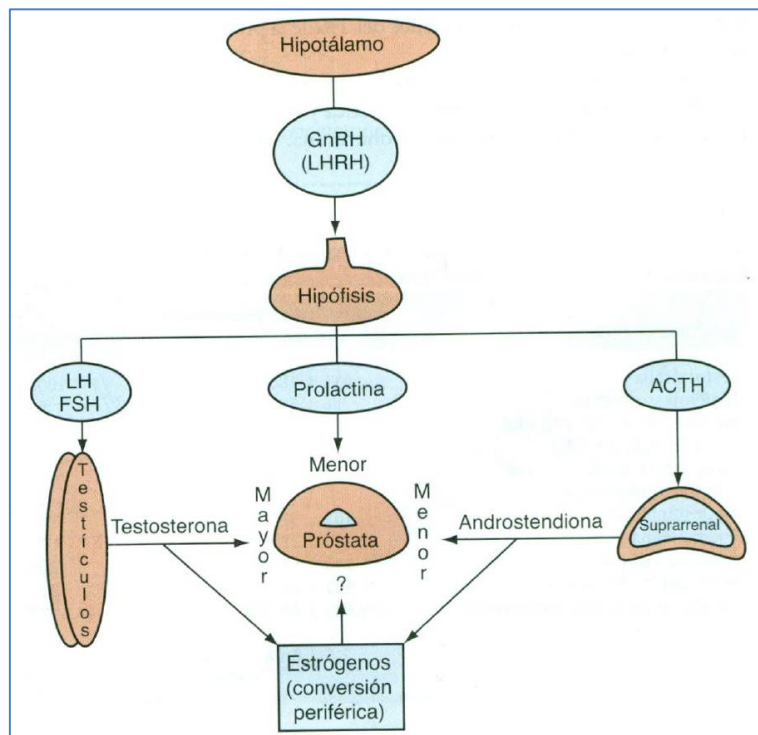 Hipotálamo
GnRH
(LHRH)
Hipófisis
LH
FSH
Prolactina
ACTH
Testículos
Testosterona
Mayor
Menor
Próstata
Menor
Androstendiona
Suprarrenal
?
Estrógenos
(conversión
periférica)